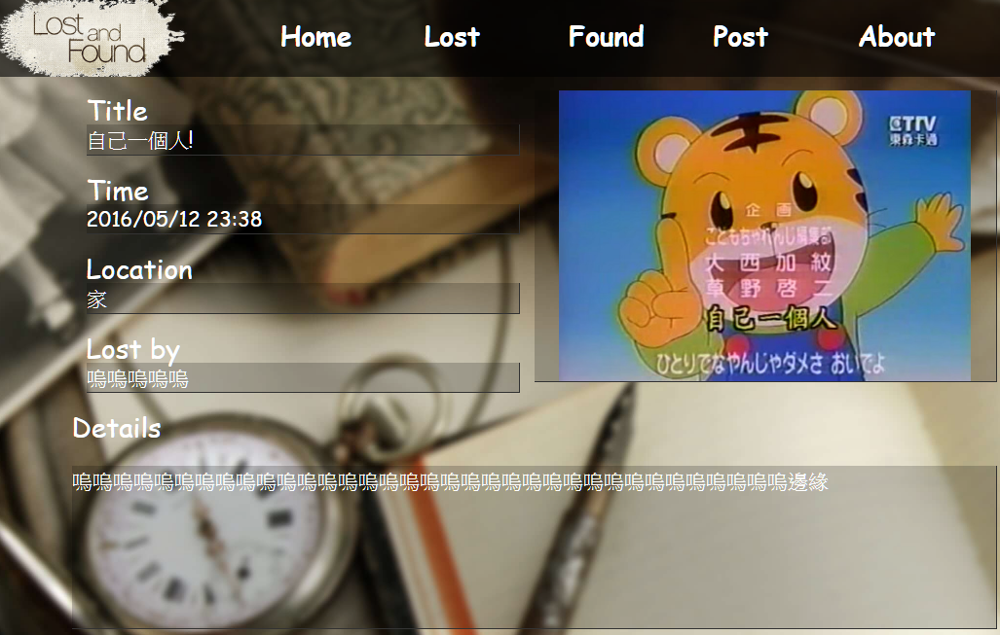 Lost and
Found
Home Lost Found Post About
Title
自己一個人!
Time
2016/05/12 23:38
Location
家
Lost by
嗚嗚嗚嗚嗚
Details
嗚嗚嗚嗚嗚嗚嗚嗚嗚嗚嗚嗚嗚嗚嗚嗚嗚嗚嗚嗚嗚嗚嗚嗚嗚嗚嗚嗚嗚嗚嗚嗚嗚嗚嗚邊緣
CTTV
東森卡通
企画
こどもちゃれんじ編集部
大西加紋
草野啓二
自己一個人
ひとりでなやんじゃダメさ おいでよ